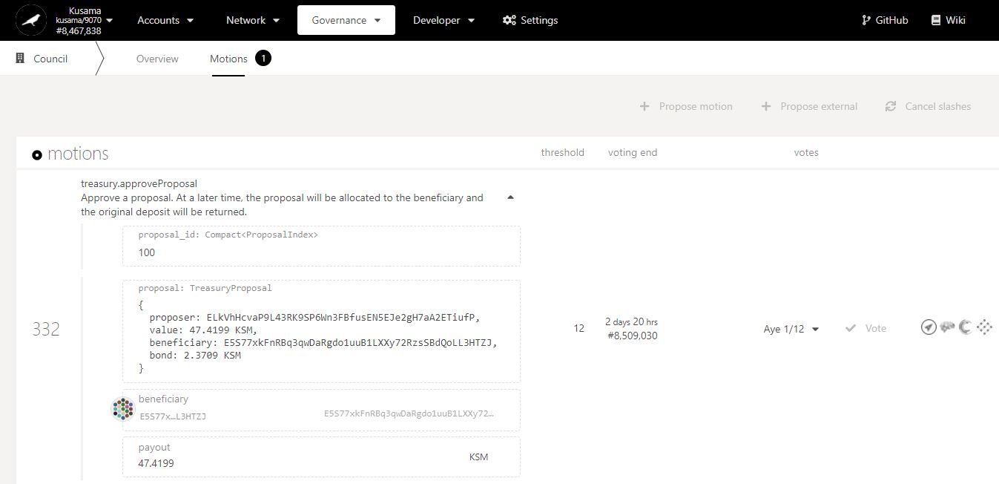 Kusama
kusama/9070
#8,467,838
Accounts
Network
Governance
Developer
Settings
GitHub
Wiki
Council
Overview
Motions 1
Propose motion
Propose external
Cancel slashes
motions
threshold
voting end
votes
treasury.approveProposal
Approve a proposal. At a later time, the proposal will be allocated to the beneficiary and
the original deposit will be returned.
proposal_id: Compact<ProposalIndex>
100
proposal: TreasuryProposal
{
proposer: ELkVhHcvaP9L43RK9SP6Wn3FBfusEN5EJe2gH7aA2ETiufP,
value: 47.4199 KSM,
beneficiary: E5S77xkFnRBq3qwDaRgdo1uuB1LXXy72RzsSBdQoLL3HTZJ,
bond: 2.3709 KSM
}
332
12
2 days 20 hrs
#8,509,030
Aye 1/12
Vote
beneficiary
E5S77x…L3HTZJ
E5S77xkFnRBq3qwDaRgdo1uuB1LXXy72…
payout
47.4199
KSM